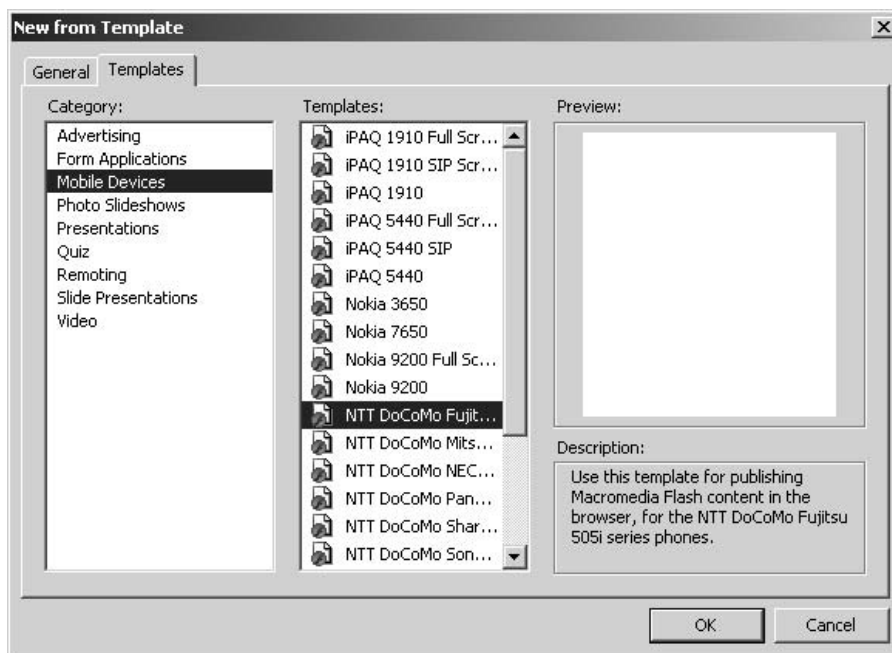 New from Template
General
Templates
Category:
Advertising
Form Applications
Mobile Devices
Photo Slideshows
Presentations
Quiz
Remoting
Slide Presentations
Video
Templates:
iPAQ 1910 Full Scr...
iPAQ 1910 SIP Scr...
iPAQ 1910
iPAQ 5440 Full Scr...
iPAQ 5440 SIP
iPAQ 5440
Nokia 3650
Nokia 7650
Nokia 9200 Full Sc...
Nokia 9200
NTT DoCoMo Fujit...
NTT DoCoMo Mits...
NTT DoCoMo NEC...
NTT DoCoMo Pan...
NTT DoCoMo Shar...
NTT DoCoMo Son...
Preview:
Description:
Use this template for publishing
Macromedia Flash content in the
browser, for the NTT DoCoMo Fujitsu
505i series phones.
OK
Cancel